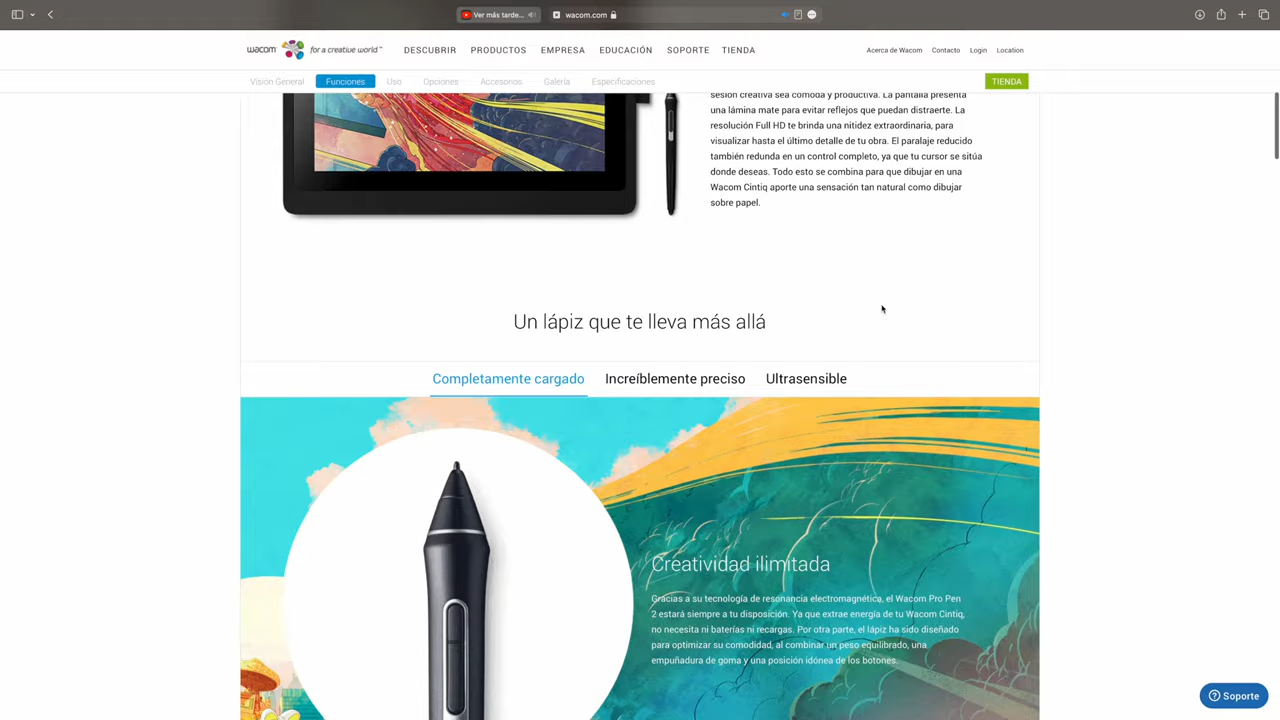 Ver más tarde...
wacom.com
wacom for a creative world™
DESCUBRIR PRODUCTOS EMPRESA EDUCACIÓN SOPORTE TIENDA
Acerca de Wacom Contacto Login Location
Visión General Funciones Uso Opciones Accesorios Galería Especificaciones
TIENDA
sesión creativa sea cómoda y productiva. La pantalla presenta
una lámina mate para evitar reflejos que puedan distraerte. La
resolución Full HD te brinda una nitidez extraordinaria, para
visualizar hasta el último detalle de tu obra. El paralaje reducido
también redunda en un control completo, ya que tu cursor se sitúa
donde deseas. Todo esto se combina para que dibujar en una
Wacom Cintiq aporte una sensación tan natural como dibujar
sobre papel.
Un lápiz que te lleva más allá
Completamente cargado Increíblemente preciso Ultrasensible
Creatividad ilimitada
Gracias a su tecnología de resonancia electromagnética, el Wacom Pro Pen
2 estará siempre a tu disposición. Ya que extrae energía de tu Wacom Cintiq,
no necesita ni baterías ni recargas. Por otra parte, el lápiz ha sido diseñado
para optimizar su comodidad, al combinar un peso equilibrado, una
empuñadura de goma y una posición idónea de los botones.
Soporte